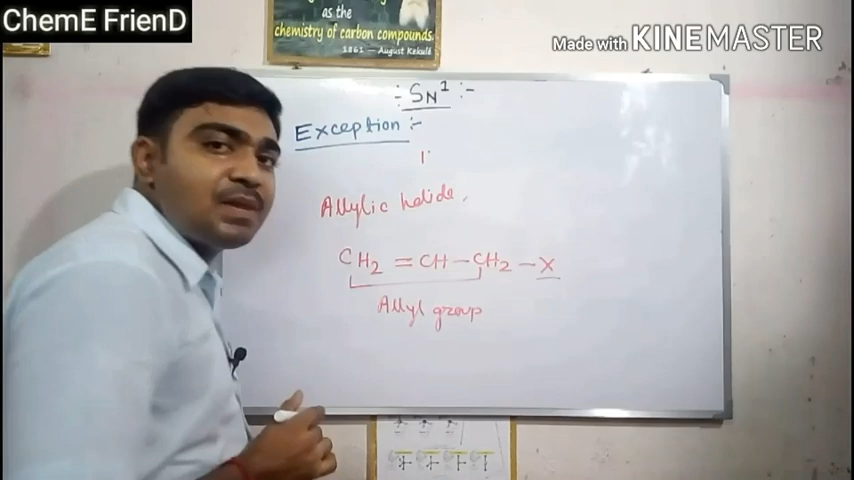 ChemE FrienD
as the
chemistry of carbon compounds
1861 - August Kekulé
Made with KINEMASTER
:- SN1 :-
Exception :-
1°
Allylic halide,
CH2 = CH - CH2 - X
Allyl group